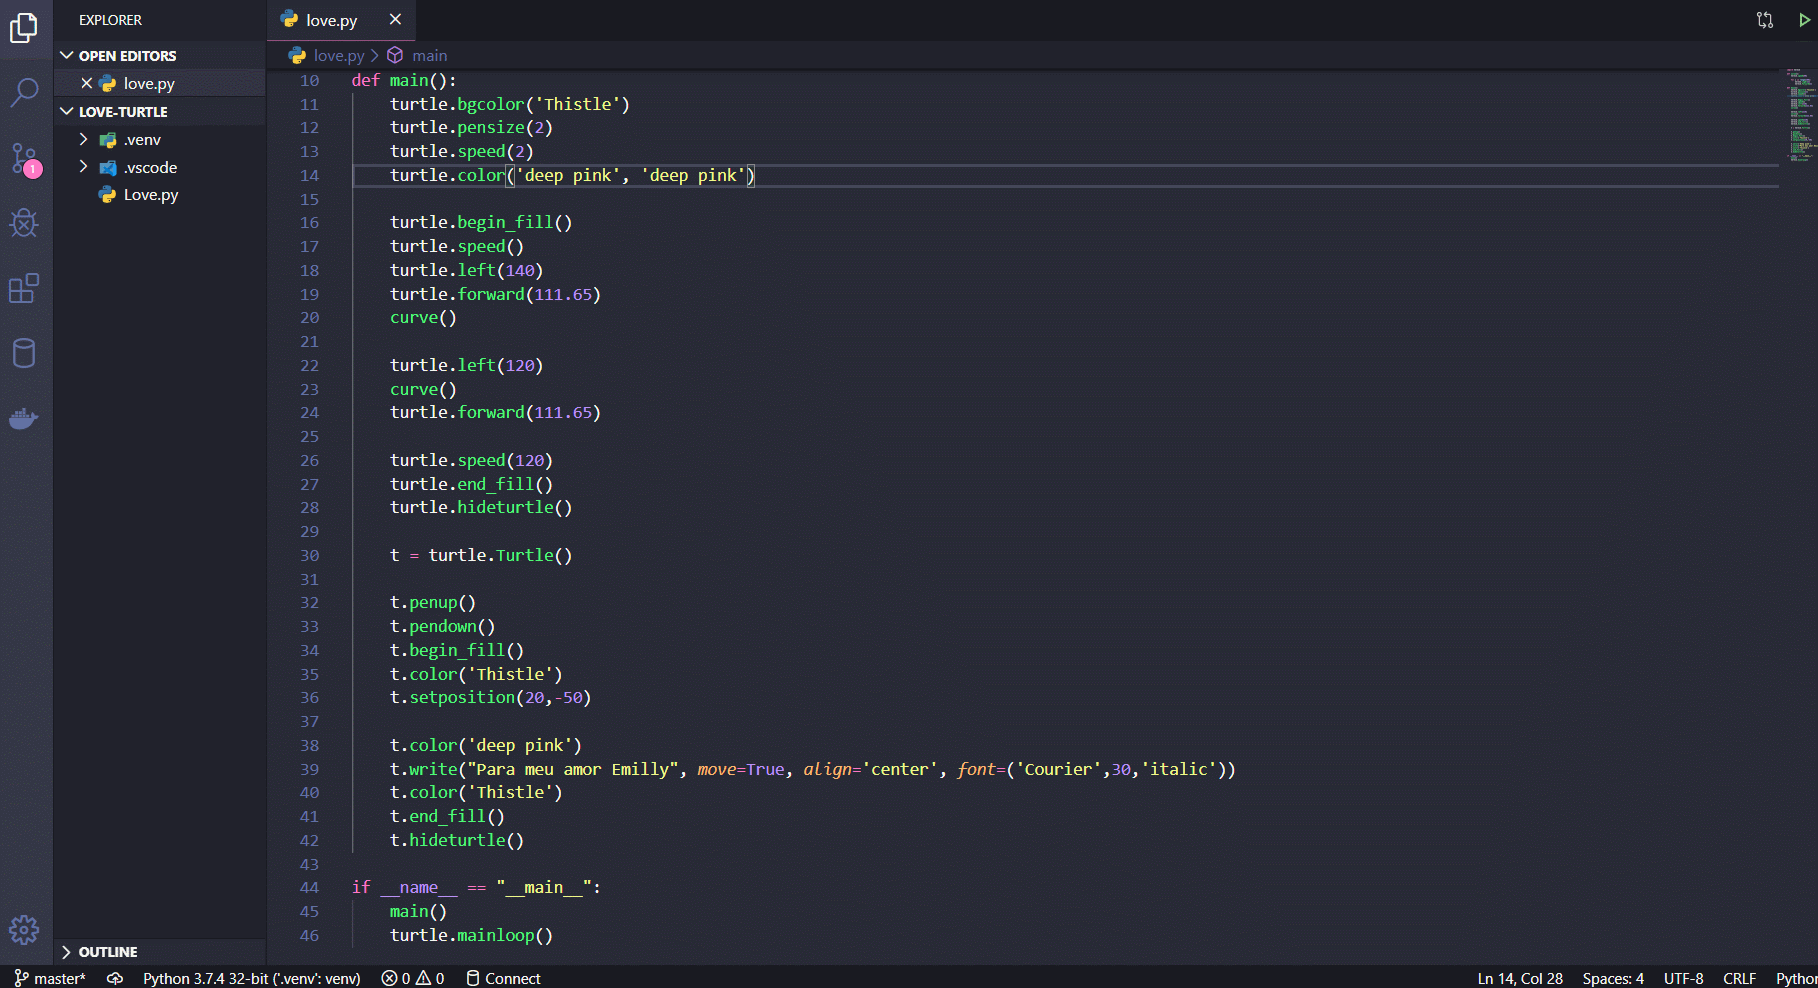 EXPLORER
OPEN EDITORS
love.py
LOVE-TURTLE
.venv
.vscode
Love.py
OUTLINE
1
love.py
love.py > main
10 def main():
11 turtle.bgcolor('Thistle')
12 turtle.pensize(2)
13 turtle.speed(2)
14 turtle.color('deep pink', 'deep pink')
15
16 turtle.begin_fill()
17 turtle.speed()
18 turtle.left(140)
19 turtle.forward(111.65)
20 curve()
21
22 turtle.left(120)
23 curve()
24 turtle.forward(111.65)
25
26 turtle.speed(120)
27 turtle.end_fill()
28 turtle.hideturtle()
29
30 t = turtle.Turtle()
31
32 t.penup()
33 t.pendown()
34 t.begin_fill()
35 t.color('Thistle')
36 t.setposition(20,-50)
37
38 t.color('deep pink')
39 t.write("Para meu amor Emilly", move=True, align='center', font=('Courier',30,'italic'))
40 t.color('Thistle')
41 t.end_fill()
42 t.hideturtle()
43
44 if __name__ == "__main__":
45 main()
46 turtle.mainloop()
master* Python 3.7.4 32-bit ('.venv': venv) 0 0 Connect Ln 14, Col 28 Spaces: 4 UTF-8 CRLF Python